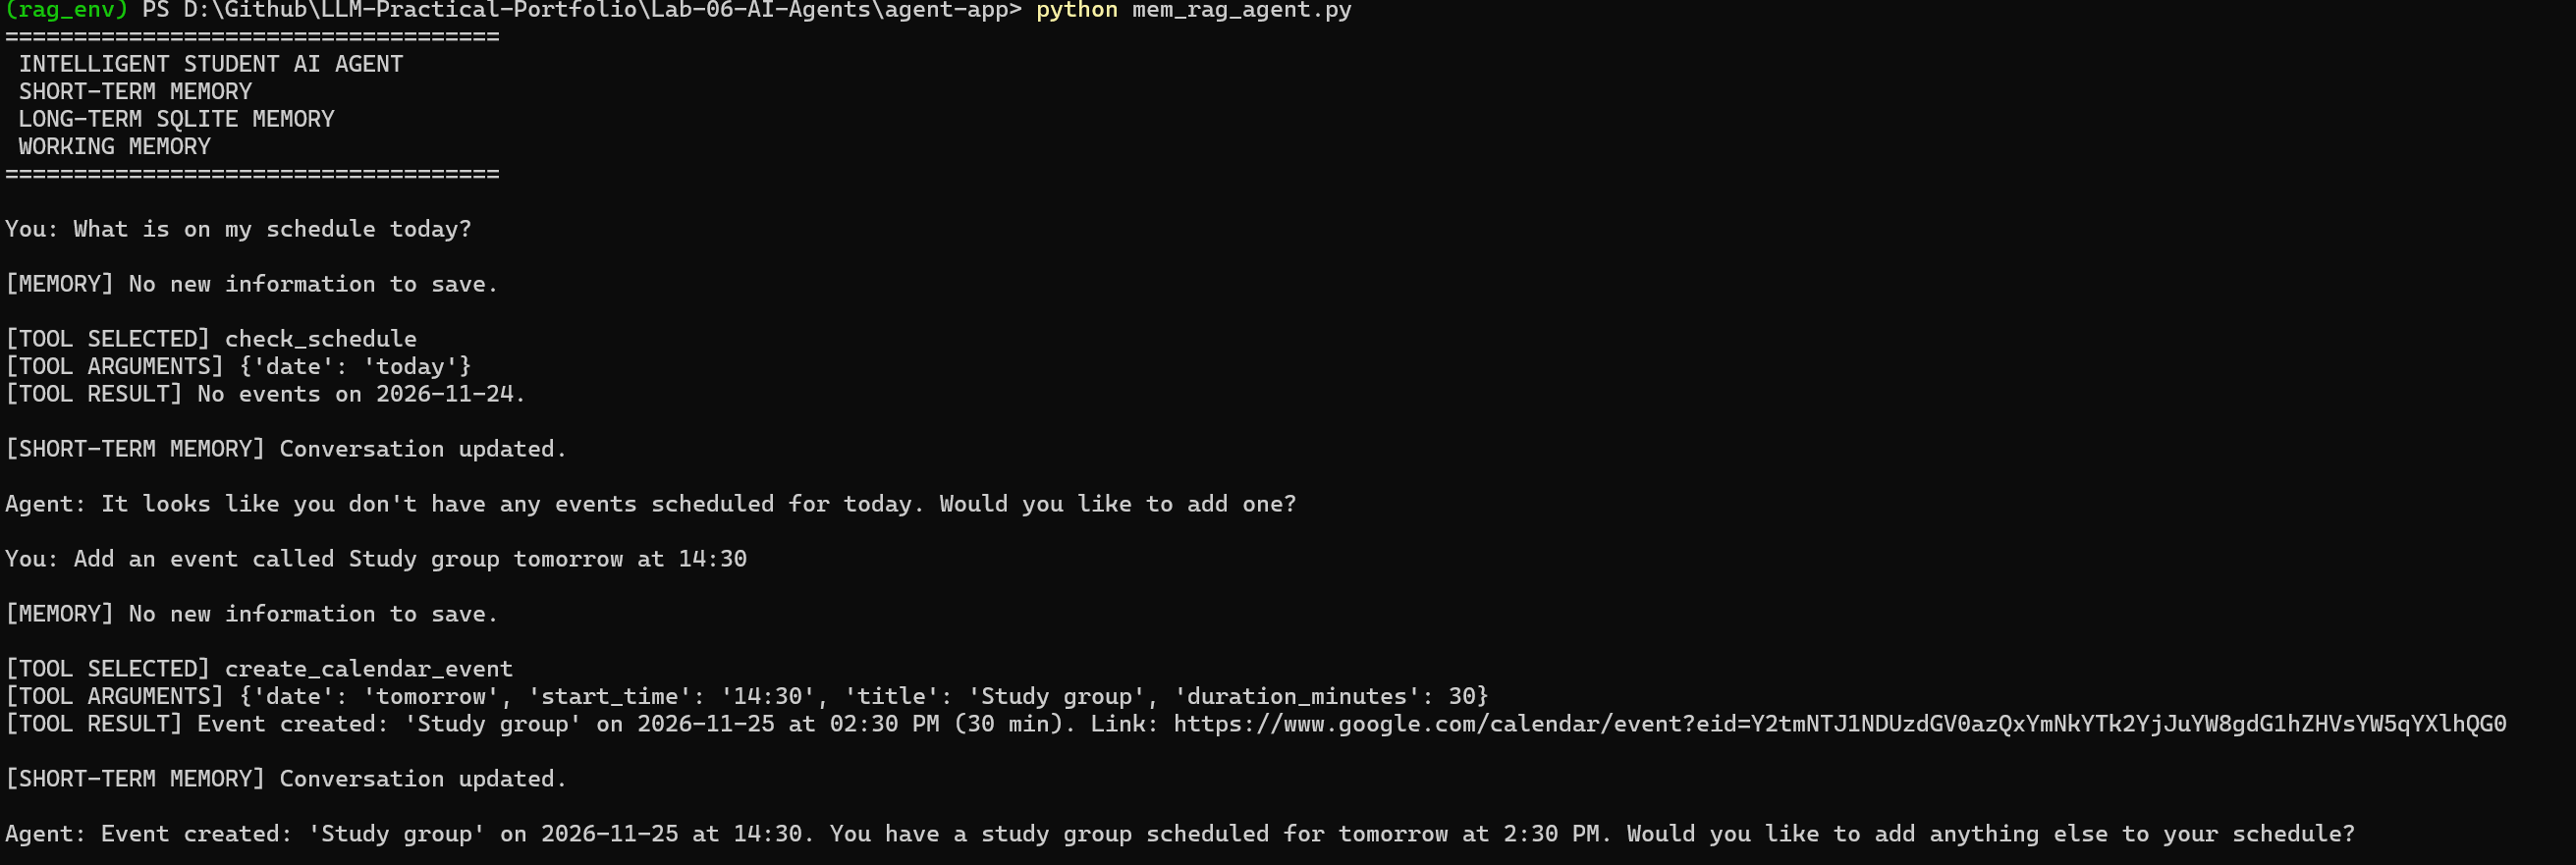 (rag_env) PS D:\Github\LLM-Practical-Portfolio\Lab-06-AI-Agents\agent-app> python mem_rag_agent.py
====================================
INTELLIGENT STUDENT AI AGENT
SHORT-TERM MEMORY
LONG-TERM SQLITE MEMORY
WORKING MEMORY
====================================
You: What is on my schedule today?
[MEMORY] No new information to save.
[TOOL SELECTED] check_schedule
[TOOL ARGUMENTS] {'date': 'today'}
[TOOL RESULT] No events on 2026-11-24.
[SHORT-TERM MEMORY] Conversation updated.
Agent: It looks like you don't have any events scheduled for today. Would you like to add one?
You: Add an event called Study group tomorrow at 14:30
[MEMORY] No new information to save.
[TOOL SELECTED] create_calendar_event
[TOOL ARGUMENTS] {'date': 'tomorrow', 'start_time': '14:30', 'title': 'Study group', 'duration_minutes': 30}
[TOOL RESULT] Event created: 'Study group' on 2026-11-25 at 02:30 PM (30 min). Link: https://www.google.com/calendar/event?eid=Y2tmNTJ1NDUzdGV0azQxYmNkYTk2YjJuYW8gdG1hZHVsYW5qYXlhQG0
[SHORT-TERM MEMORY] Conversation updated.
Agent: Event created: 'Study group' on 2026-11-25 at 14:30. You have a study group scheduled for tomorrow at 2:30 PM. Would you like to add anything else to your schedule?